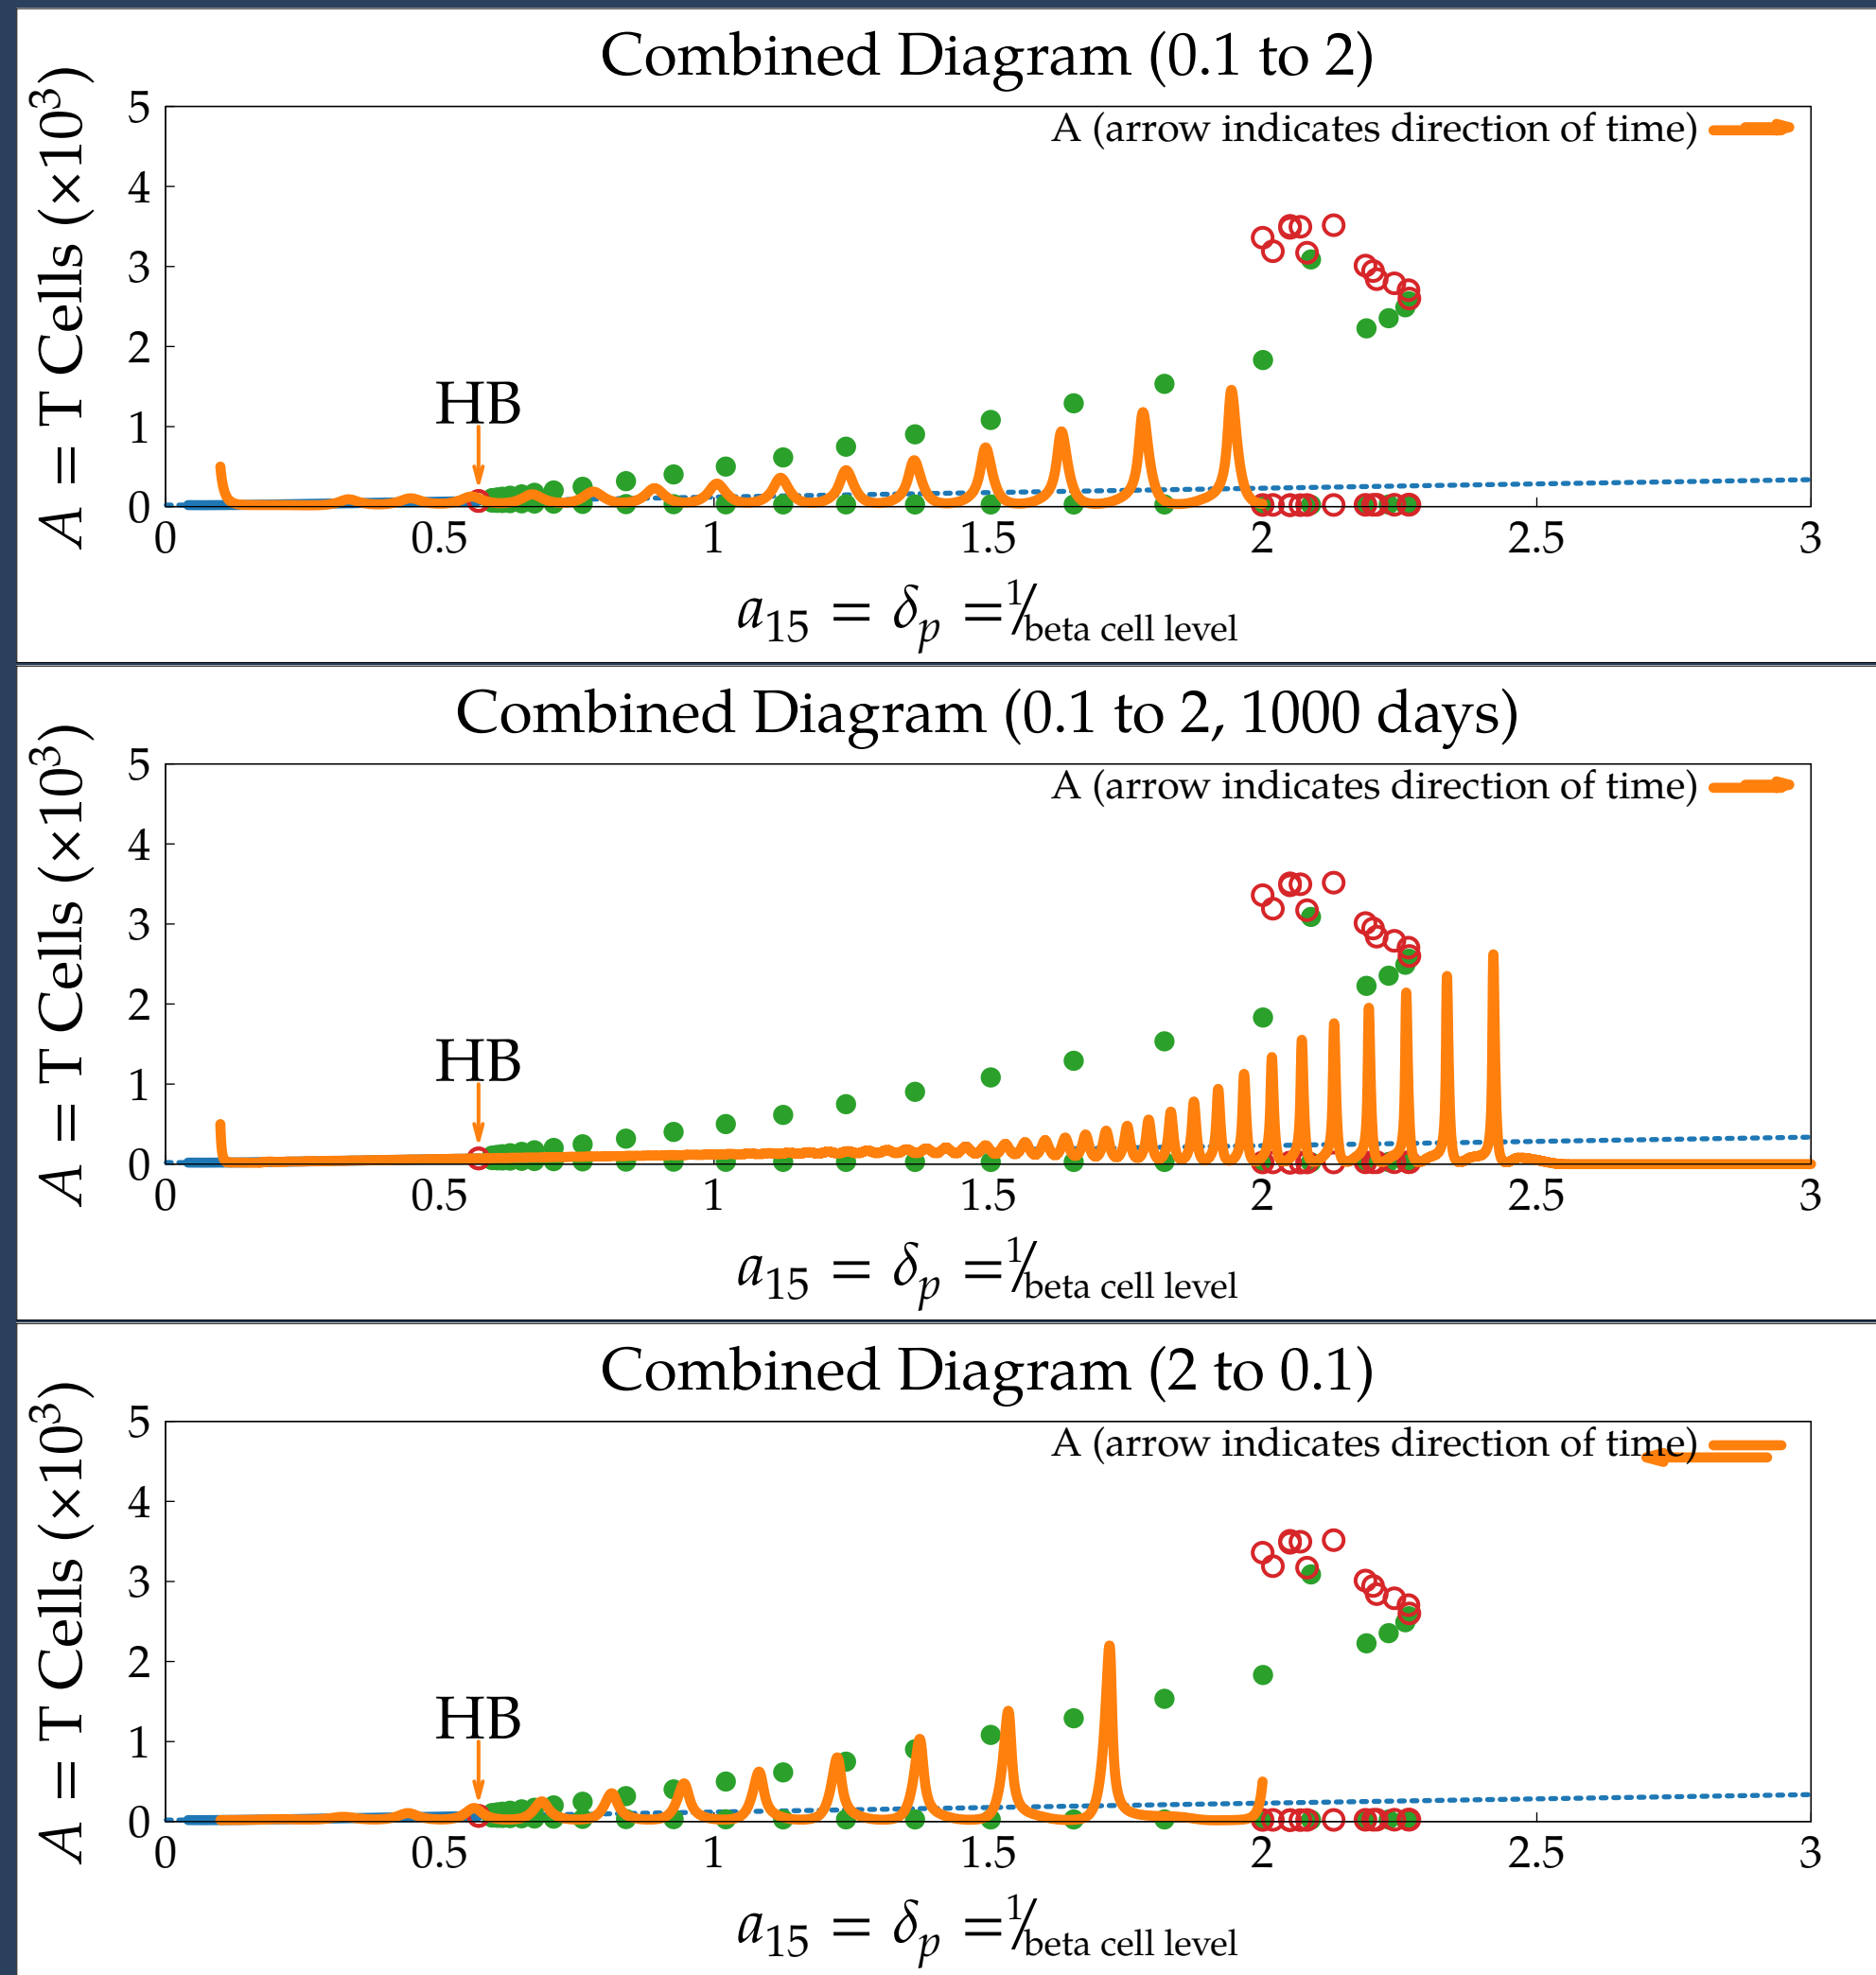 Combined Diagram (0.1 to 2)
A = T Cells (×10³)
A (arrow indicates direction of time)
5
4
3
2
1
0
HB
0 0.5 1 1.5 2 2.5 3
a₁₅ = δₚ = 1/beta cell level
Combined Diagram (0.1 to 2, 1000 days)
A = T Cells (×10³)
A (arrow indicates direction of time)
5
4
3
2
1
0
HB
0 0.5 1 1.5 2 2.5 3
a₁₅ = δₚ = 1/beta cell level
Combined Diagram (2 to 0.1)
A = T Cells (×10³)
A (arrow indicates direction of time)
5
4
3
2
1
0
HB
0 0.5 1 1.5 2 2.5 3
a₁₅ = δₚ = 1/beta cell level